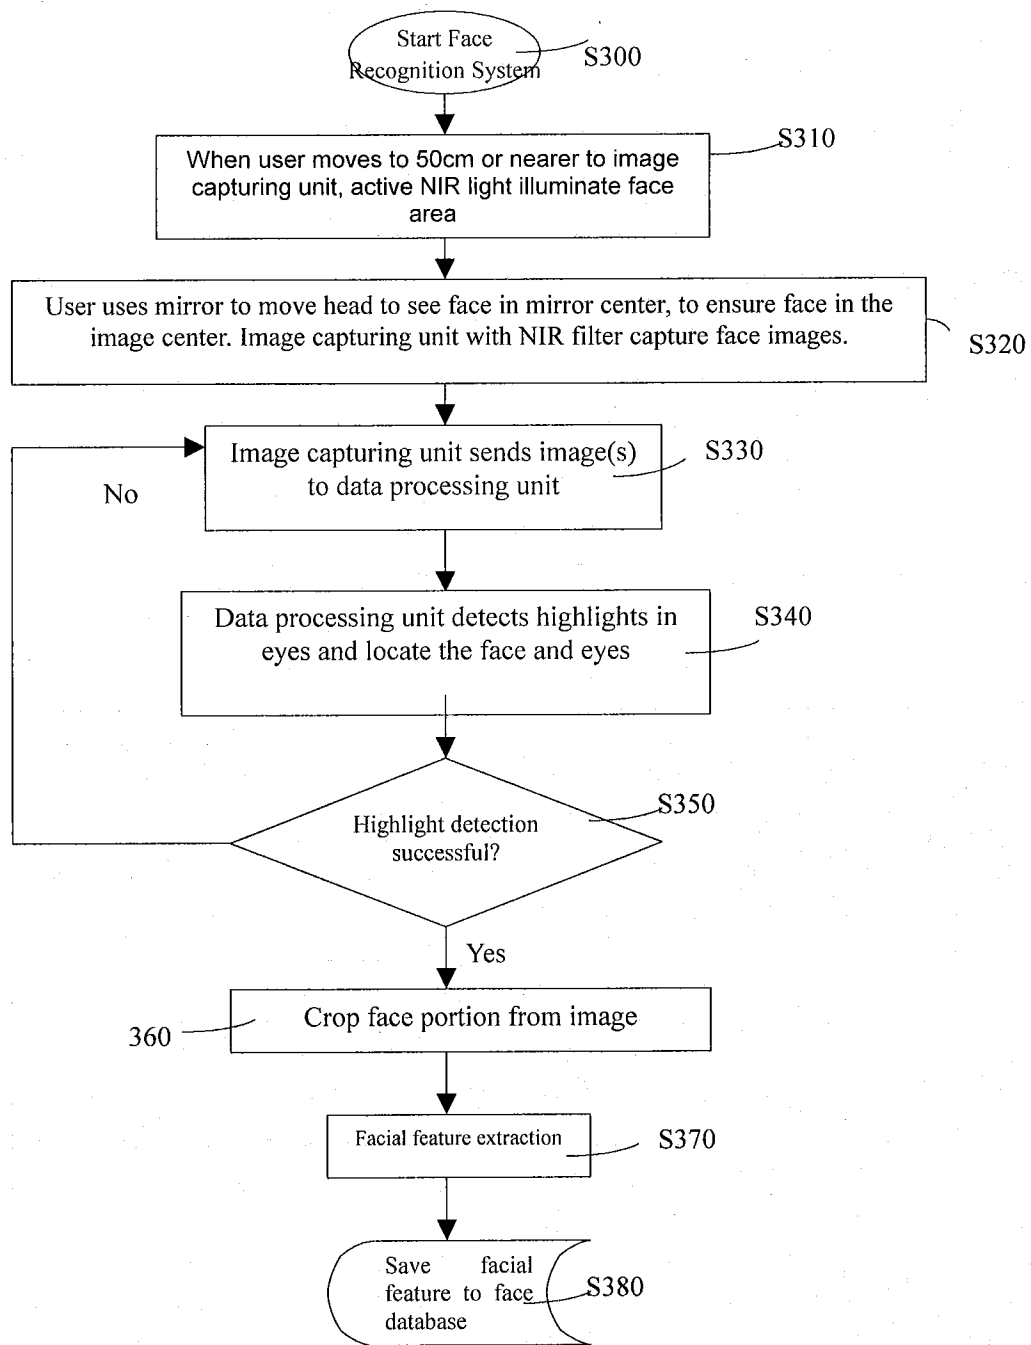 Start Face
Recognition System
S300
S310
When user moves to 50cm or nearer to image
capturing unit, active NIR light illuminate face
area
User uses mirror to move head to see face in mirror center, to ensure face in the
image center. Image capturing unit with NIR filter capture face images.
S320
Image capturing unit sends image(s)
to data processing unit
S330
No
Data processing unit detects highlights in
eyes and locate the face and eyes
S340
Highlight detection
successful?
S350
Yes
Crop face portion from image
360
Facial feature extraction
S370
Save facial
feature to face
database
S380